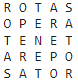 R O T A S
O P E R A
T E N E T
A R E P O
S A T O R